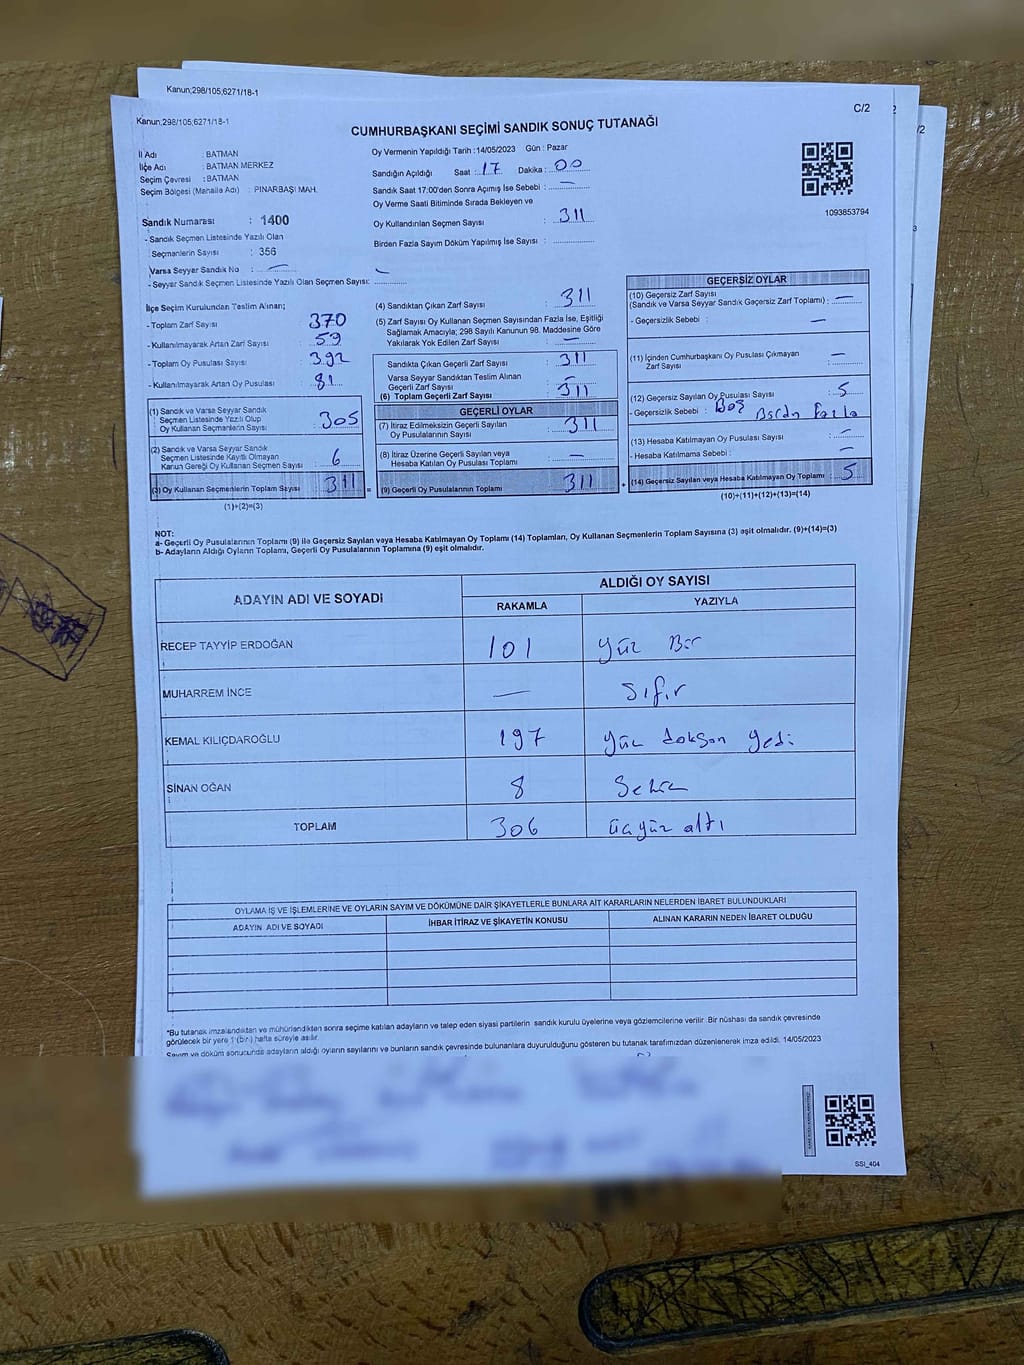 Kanun;298/105;6271/18-1
Kanun;298/105;6271/18-1
C/2
/2
CUMHURBAŞKANI SEÇİMİ SANDIK SONUÇ TUTANAĞI
İl Adı : BATMAN
İlçe Adı : BATMAN MERKEZ
Seçim Çevresi : BATMAN
Seçim Bölgesi (Mahalle Adı) : PINARBAŞI MAH.
Sandık Numarası : 1400
- Sandık Seçmen Listesinde Yazılı Olan
Seçmenlerin Sayısı : 356
Varsa Seyyar Sandık No : —
- Seyyar Sandık Seçmen Listesinde Yazılı Olan Seçmen Sayısı:
Oy Vermenin Yapıldığı Tarih :14/05/2023 Gün : Pazar
Sandığın Açıldığı Saat : 17 Dakika : 00
Sandık Saat 17:00'den Sonra Açılmış İse Sebebi : —
Oy Verme Saati Bitiminde Sırada Bekleyen ve
Oy Kullandırılan Seçmen Sayısı : 311
Birden Fazla Sayım Döküm Yapılmış İse Sayısı :
1093853794
İlçe Seçim Kurulundan Teslim Alınan;
- Toplam Zarf Sayısı : 370
- Kullanılmayarak Artan Zarf Sayısı : 59
- Toplam Oy Pusulası Sayısı : 392
- Kullanılmayarak Artan Oy Pusulası : 81
(1) Sandık ve Varsa Seyyar Sandık
Seçmen Listesinde Yazılı Olup
Oy Kullanan Seçmenlerin Sayısı : 305
(2) Sandık ve Varsa Seyyar Sandık
Seçmen Listesinde Kayıtlı Olmayan
Kanun Gereği Oy Kullanan Seçmen Sayısı : 6
(3) Oy Kullanan Seçmenlerin Toplam Sayısı : 311 =
(1)+(2)=(3)
(4) Sandıktan Çıkan Zarf Sayısı : 311
(5) Zarf Sayısı Oy Kullanan Seçmen Sayısından Fazla İse, Eşitliği
Sağlamak Amacıyla; 298 Sayılı Kanunun 98. Maddesine Göre
Yakılarak Yok Edilen Zarf Sayısı : —
Sandıkta Çıkan Geçerli Zarf Sayısı : 311
Varsa Seyyar Sandıktan Teslim Alınan
Geçerli Zarf Sayısı : —
(6) Toplam Geçerli Zarf Sayısı : 311
GEÇERLİ OYLAR
(7) İtiraz Edilmeksizin Geçerli Sayılan
Oy Pusulalarının Sayısı : 311
(8) İtiraz Üzerine Geçerli Sayılan veya
Hesaba Katılan Oy Pusulası Toplamı : —
(9) Geçerli Oy Pusulalarının Toplamı : 311 +
GEÇERSİZ OYLAR
(10) Geçersiz Zarf Sayısı
(Sandık ve Varsa Seyyar Sandık Geçersiz Zarf Toplamı) : —
- Geçersizlik Sebebi : —
(11) İçinden Cumhurbaşkanı Oy Pusulası Çıkmayan
Zarf Sayısı : —
(12) Geçersiz Sayılan Oy Pusulası Sayısı : 5
- Geçersizlik Sebebi : Boş Birden Fazla
(13) Hesaba Katılmayan Oy Pusulası Sayısı : —
- Hesaba Katılmama Sebebi : —
(14) Geçersiz Sayılan veya Hesaba Katılmayan Oy Toplamı : 5
(10)+(11)+(12)+(13)=(14)
NOT:
a- Geçerli Oy Pusulalarının Toplamı (9) ile Geçersiz Sayılan veya Hesaba Katılmayan Oy Toplamı (14) Toplamları, Oy Kullanan Seçmenlerin Toplam Sayısına (3) eşit olmalıdır. (9)+(14)=(3)
b- Adayların Aldığı Oyların Toplamı, Geçerli Oy Pusulalarının Toplamına (9) eşit olmalıdır.
ADAYIN ADI VE SOYADI ALDIĞI OY SAYISI
RAKAMLA YAZIYLA
RECEP TAYYİP ERDOĞAN 101 Yüz Bir
MUHARREM İNCE — Sıfır
KEMAL KILIÇDAROĞLU 197 Yüz doksan yedi
SİNAN OĞAN 8 Sekiz
TOPLAM 306 üçyüz altı
OYLAMA İŞ VE İŞLEMLERİNE VE OYLARIN SAYIM VE DÖKÜMÜNE DAİR ŞİKAYETLERLE BUNLARA AİT KARARLARIN NELERDEN İBARET BULUNDUKLARI
ADAYIN ADI VE SOYADI İHBAR İTİRAZ VE ŞİKAYETİN KONUSU ALINAN KARARIN NEDEN İBARET OLDUĞU
*Bu tutanak imzalandıktan ve mühürlendikten sonra seçime katılan adayların ve talep eden siyasi partilerin sandık kurulu üyelerine veya gözlemcilerine verilir. Bir nüshası da sandık çevresinde
görülecek bir yere 1 (bir) hafta süreyle asılır.
Sayım ve döküm sonucunda adayların aldığı oyların sayılarını ve bunların sandık çevresinde bulunanlara duyurulduğunu gösteren bu tutanak tarafımızdan düzenlenerek imza edildi. 14/05/2023
SSI_404